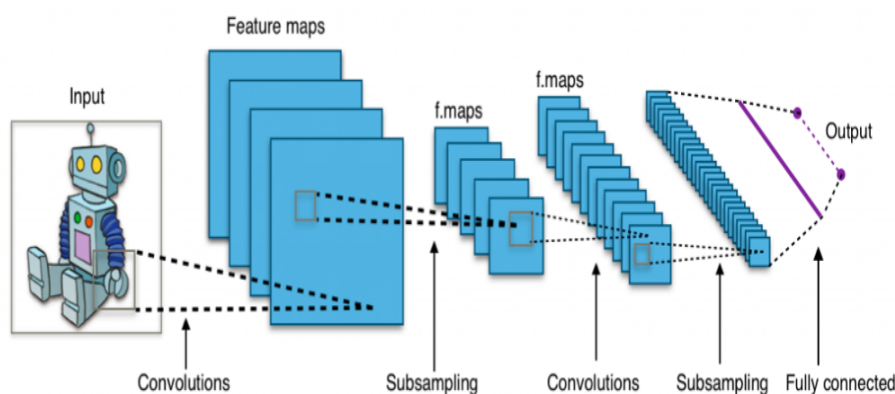 Feature maps
Input
f.maps
f.maps
Output
Convolutions
Subsampling
Convolutions
Subsampling
Fully connected